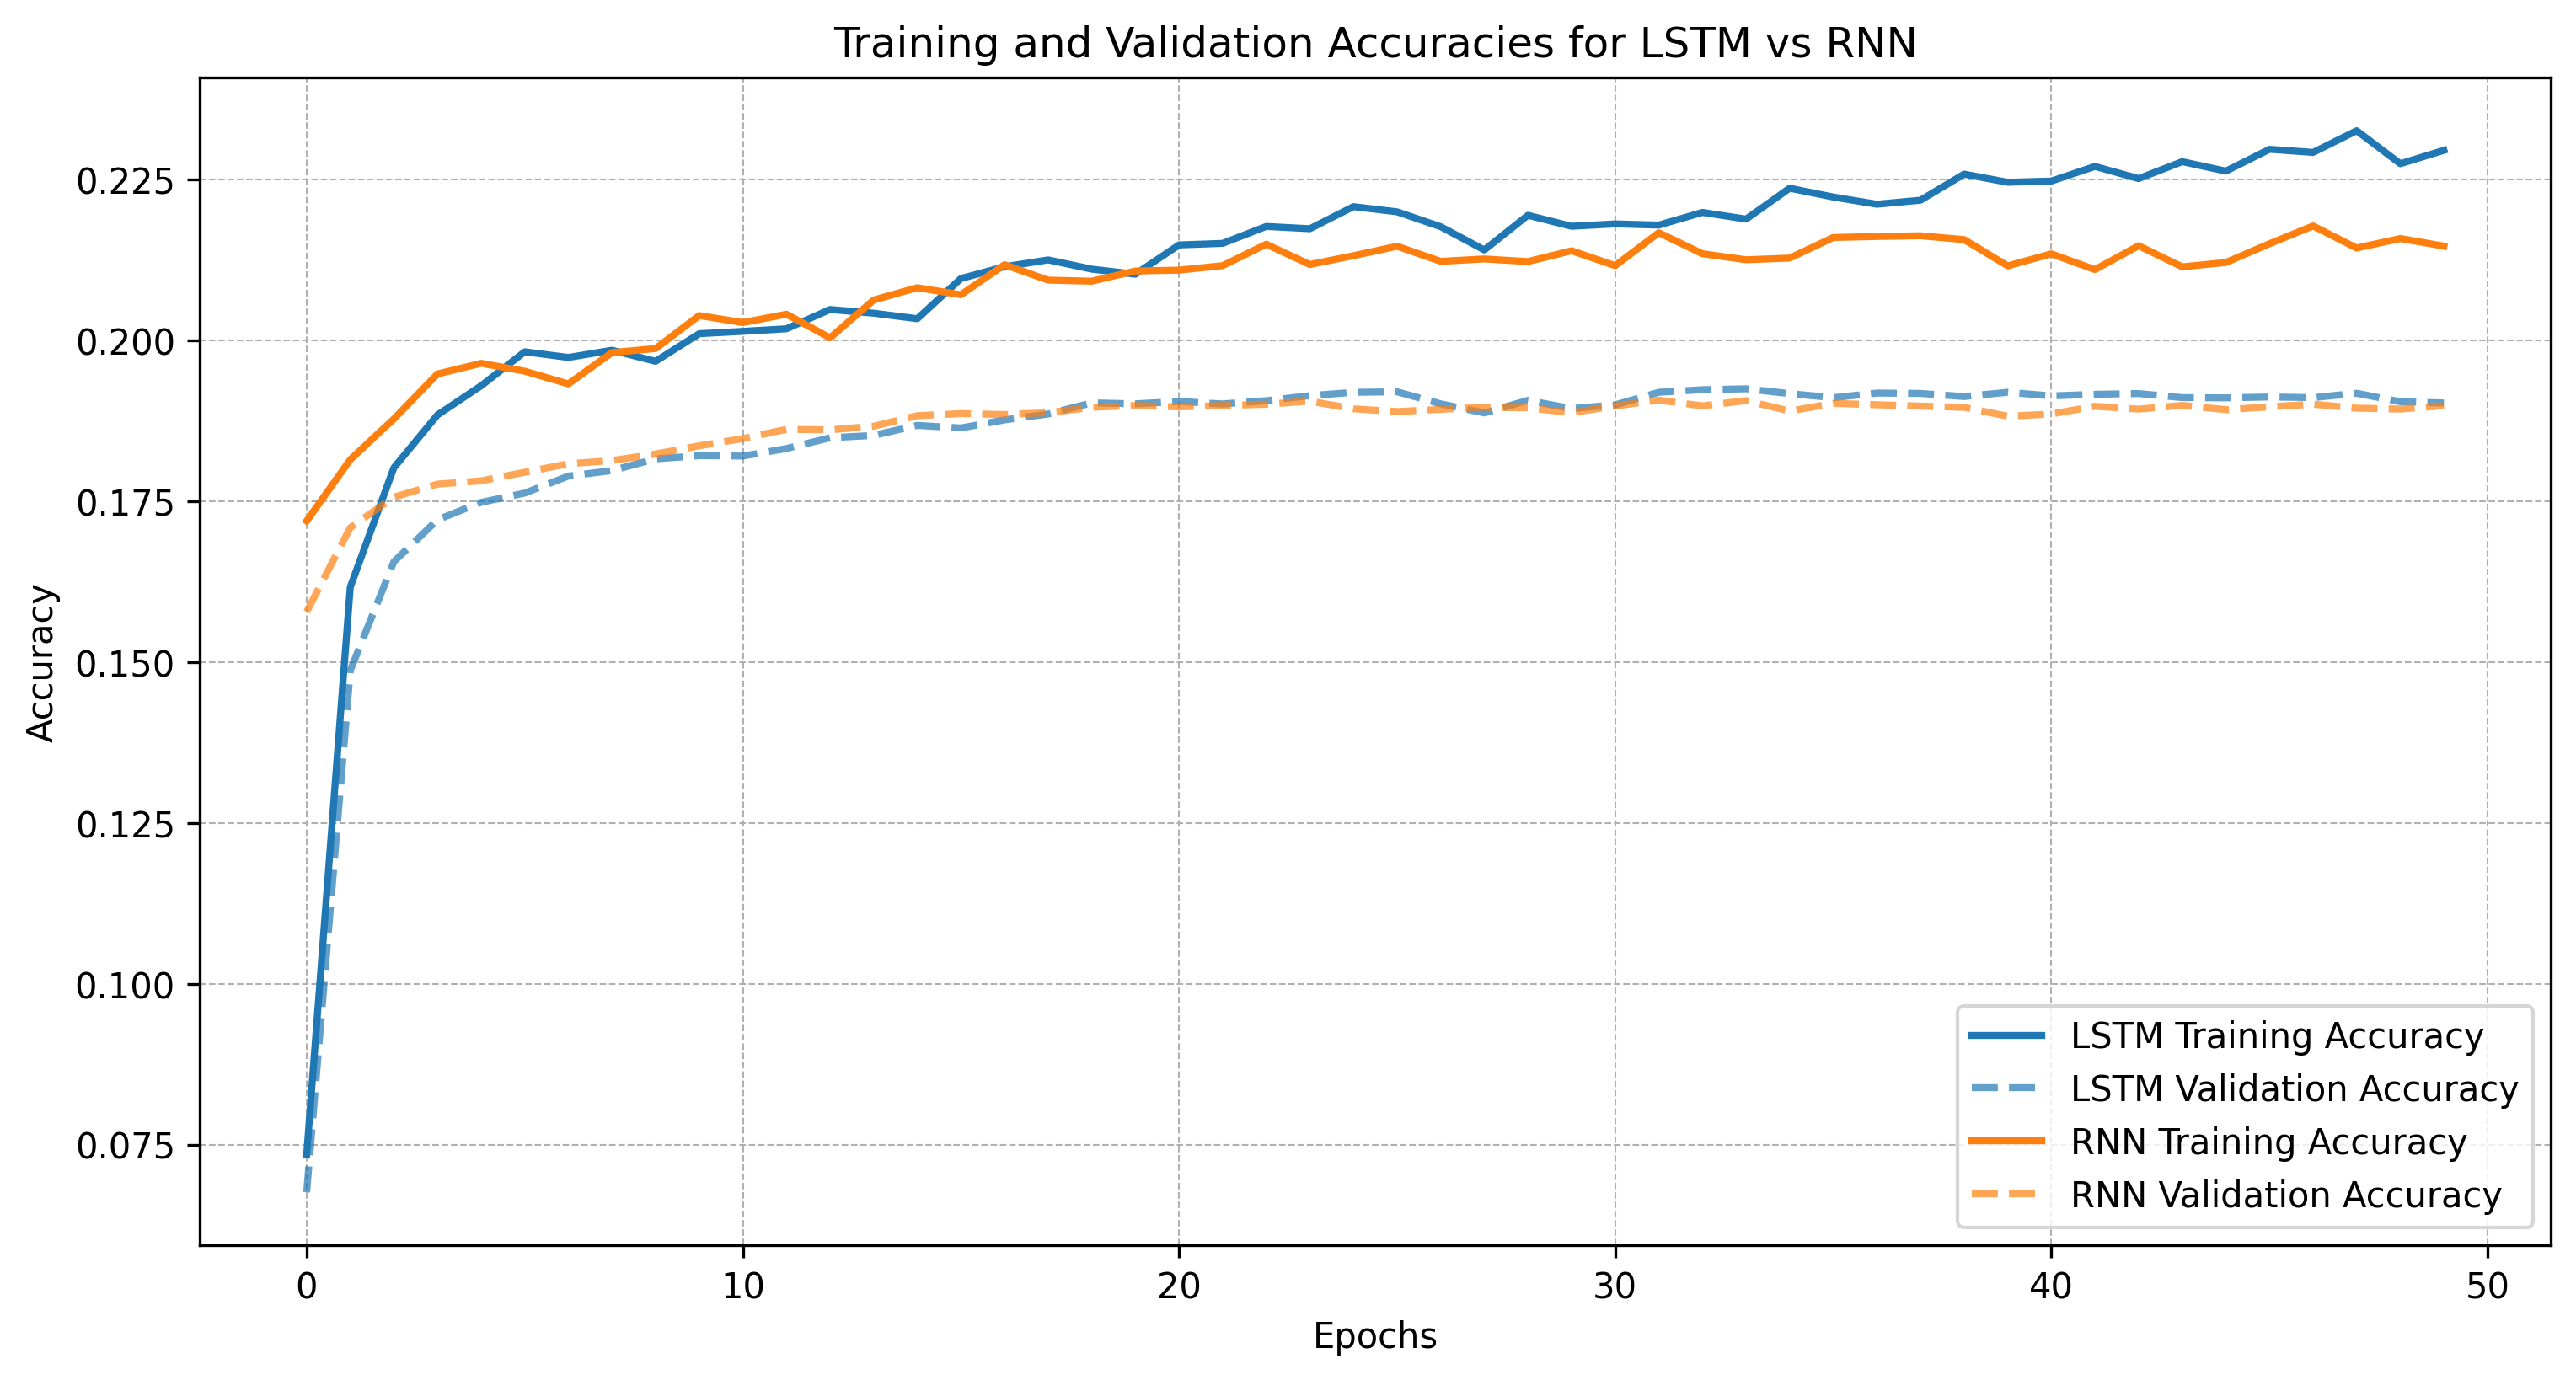 Training and Validation Accuracies for LSTM vs RNN
Accuracy
0.225
0.200
0.175
0.150
0.125
0.100
0.075
LSTM Training Accuracy
LSTM Validation Accuracy
RNN Training Accuracy
RNN Validation Accuracy
0 10 20 30 40 50
Epochs